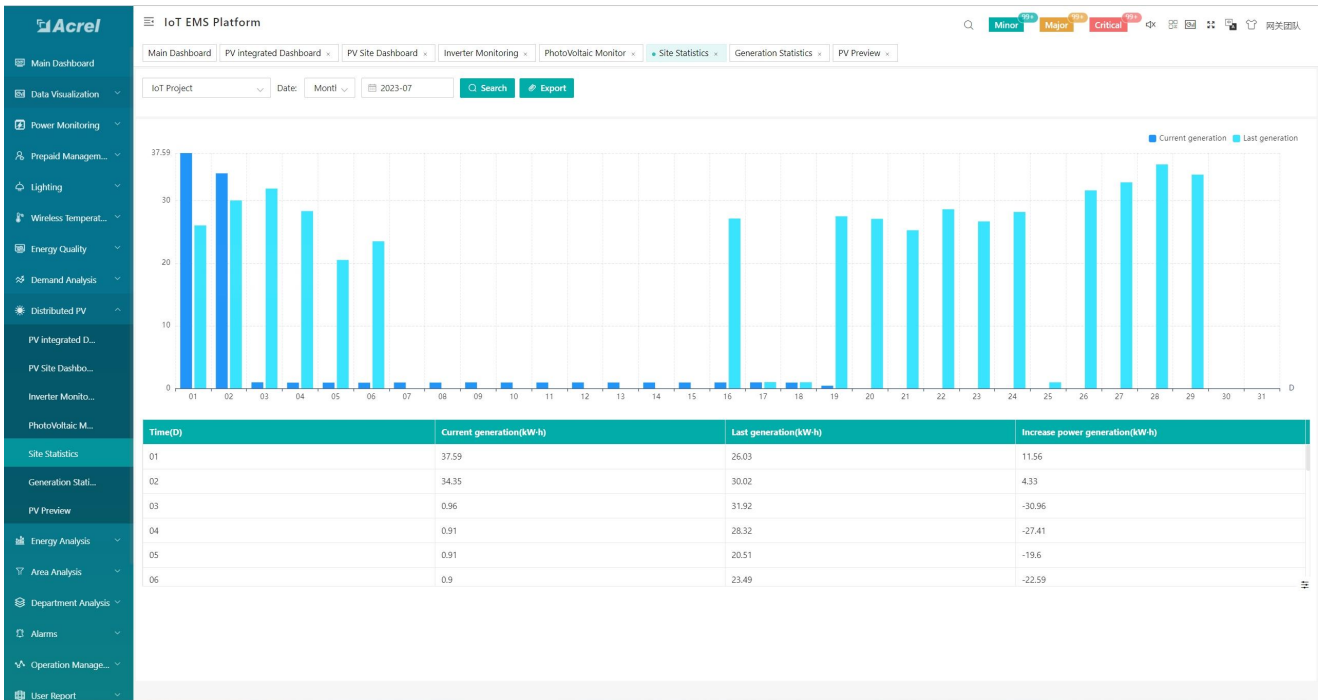 Acrel
IoT EMS Platform
Minor 99+ Major 99+ Critical 99+ 网关团队
Main Dashboard PV integrated Dashboard × PV Site Dashboard × Inverter Monitoring × PhotoVoltaic Monitor × Site Statistics × Generation Statistics × PV Preview ×
Main Dashboard
Data Visualization
Power Monitoring
Prepaid Managem...
Lighting
Wireless Temperat...
Energy Quality
Demand Analysis
Distributed PV
PV integrated D...
PV Site Dashbo...
Inverter Monito...
PhotoVoltaic M...
Site Statistics
Generation Stati...
PV Preview
Energy Analysis
Area Analysis
Department Analysis
Alarms
Operation Manage...
User Report
IoT Project Date: Montl 2023-07 Search Export
Current generation Last generation
37.59
30
20
10
0
01 02 03 04 05 06 07 08 09 10 11 12 13 14 15 16 17 18 19 20 21 22 23 24 25 26 27 28 29 30 31 D
Time(D) Current generation(kW·h) Last generation(kW·h) Increase power generation(kW·h)
01 37.59 26.03 11.56
02 34.35 30.02 4.33
03 0.96 31.92 -30.96
04 0.91 28.32 -27.41
05 0.91 20.51 -19.6
06 0.9 23.49 -22.59